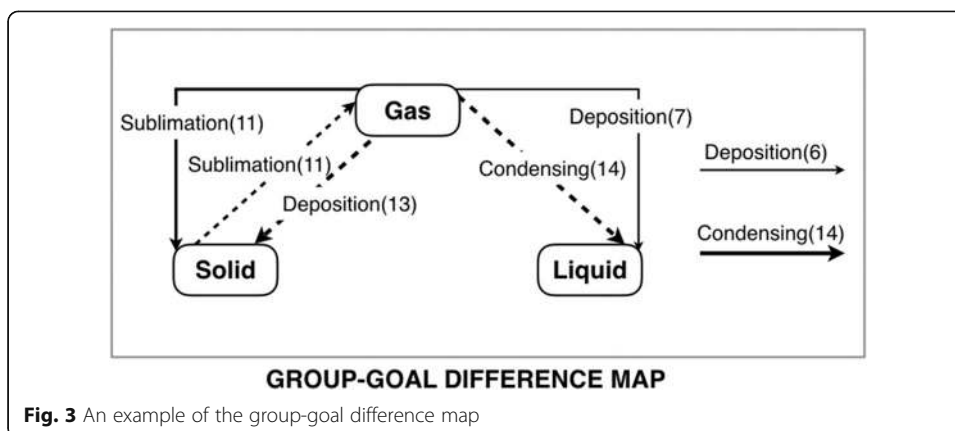 Gas
Sublimation(11)
Deposition(7)
Sublimation(11)
Condensing(14)
Deposition(6)
Deposition(13)
Condensing(14)
Solid
Liquid
GROUP-GOAL DIFFERENCE MAP
Fig. 3 An example of the group-goal difference map